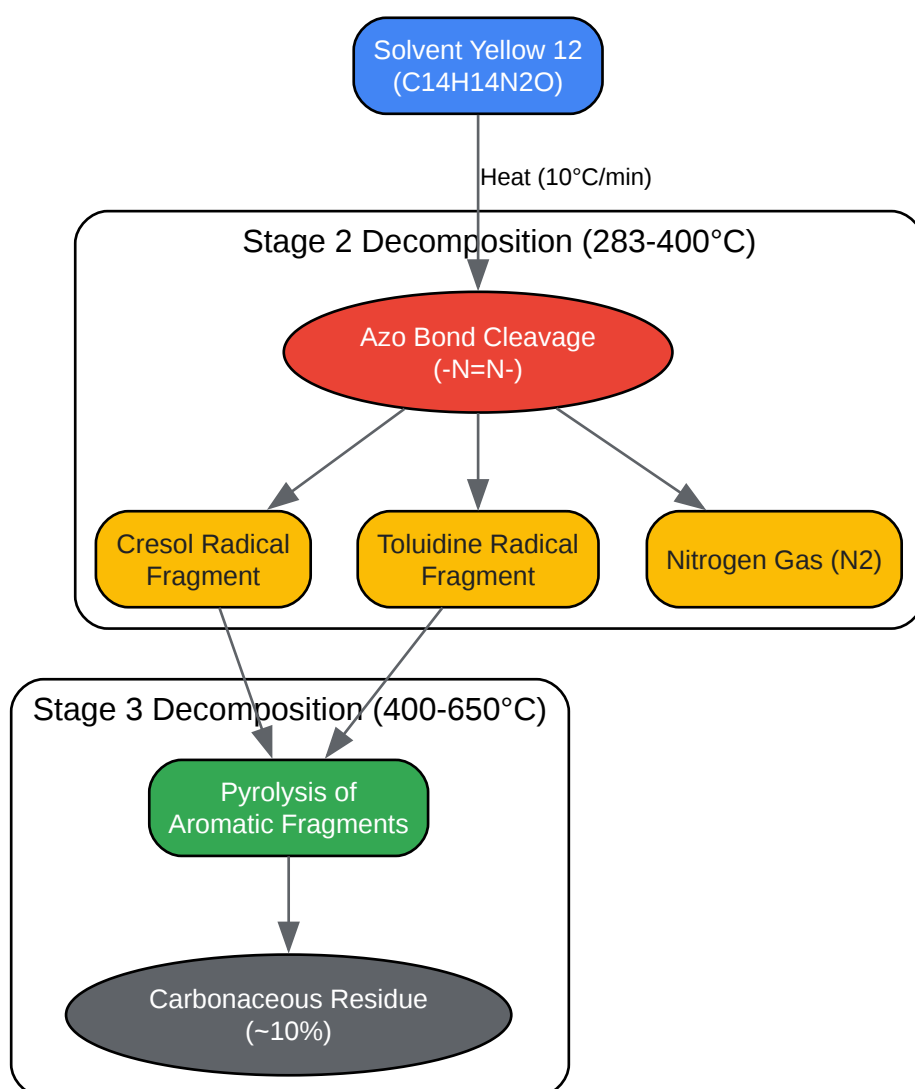 Solvent Yellow 12
(C14H14N2O)
Heat (10°C/min)
Stage 2 Decomposition (283-400°C)
Azo Bond Cleavage
(-N=N-)
Cresol Radical
Fragment
Toluidine Radical
Fragment
Nitrogen Gas (N2)
Stage 3 Decomposition (400-650°C)
Pyrolysis of
Aromatic Fragments
Carbonaceous Residue
(~10%)